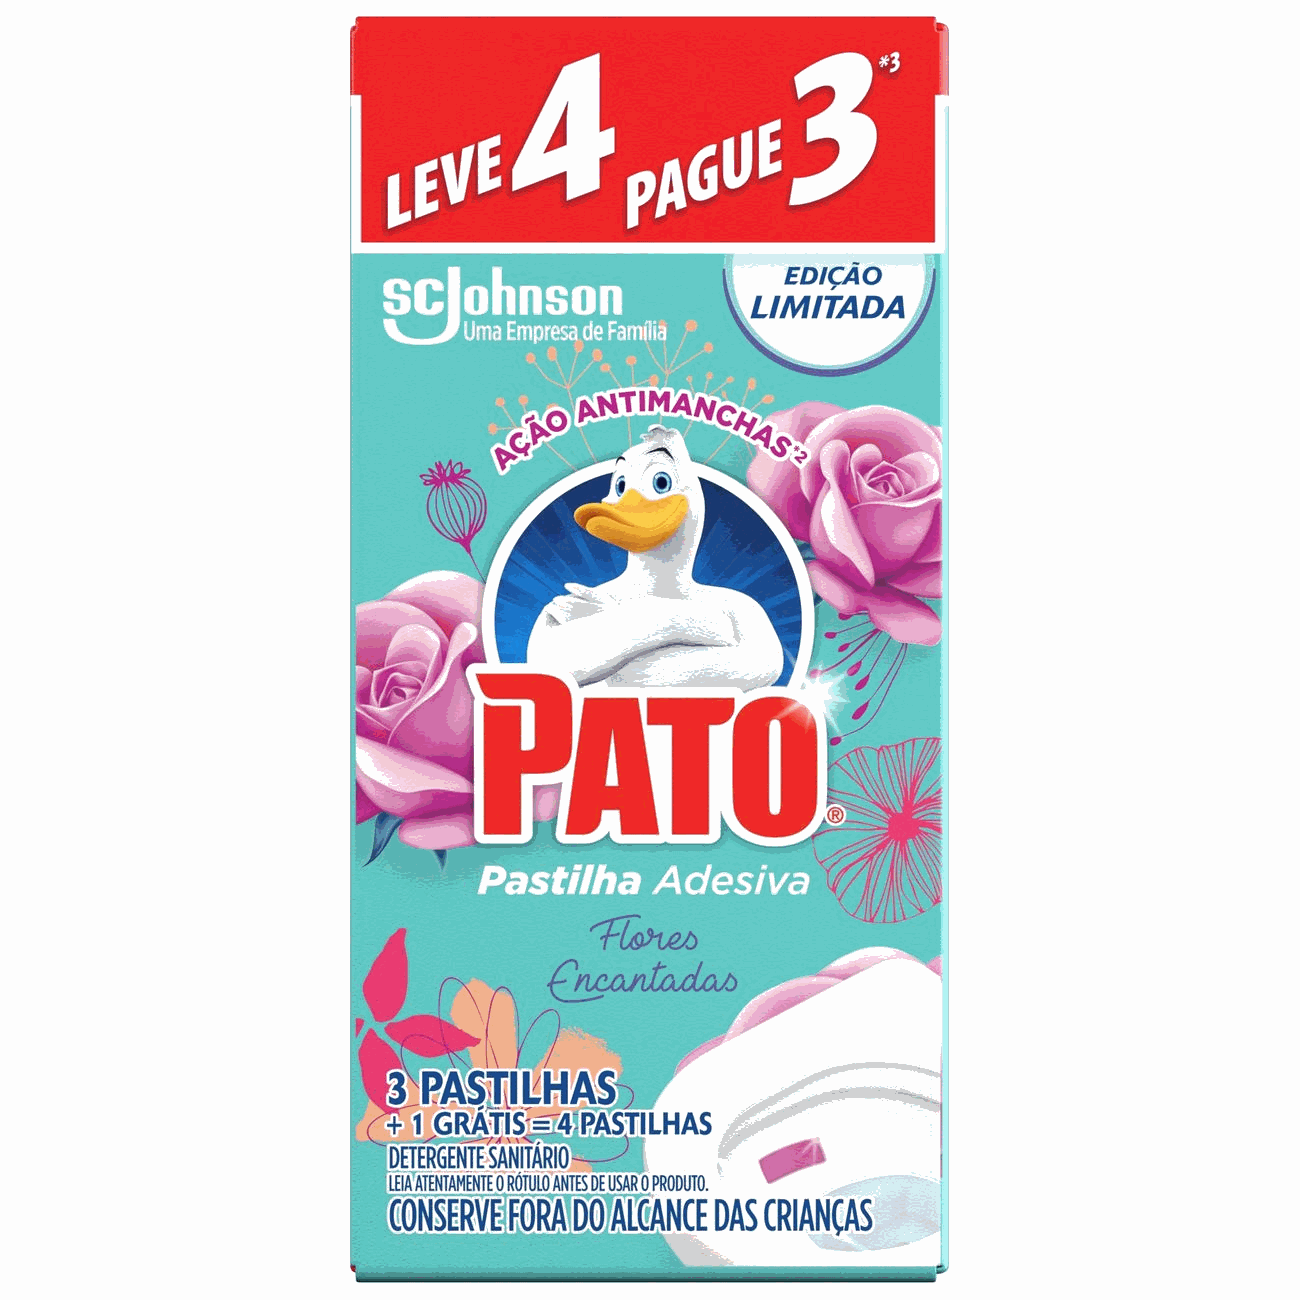 LEVE 4 PAGUE 3 *3
SCJohnson
Uma Empresa de Família
EDIÇÃO
LIMITADA
AÇÃO ANTIMANCHAS*2
PATO®
Pastilha Adesiva
Flores
Encantadas
3 PASTILHAS
+ 1 GRÁTIS = 4 PASTILHAS
DETERGENTE SANITÁRIO
LEIA ATENTAMENTE O RÓTULO ANTES DE USAR O PRODUTO.
CONSERVE FORA DO ALCANCE DAS CRIANÇAS